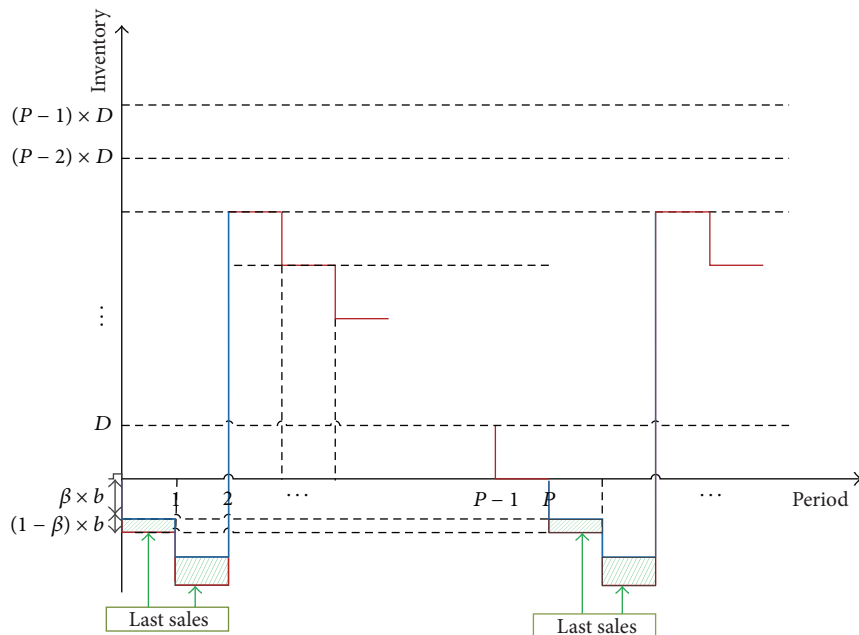 Inventory
(P − 1) × D
(P − 2) × D
⋮
D
β × b
(1 − β) × b
1
2
⋯
P − 1
P
⋯
Period
Last sales
Last sales